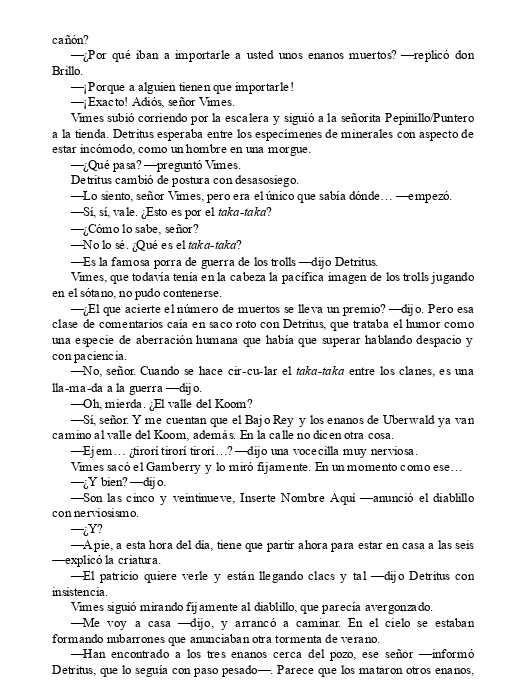 cañón?
—¿Por qué iban a importarle a usted unos enanos muertos? —replicó don
Brillo.
—¡Porque a alguien tienen que importarle!
—¡Exacto! Adiós, señor Vimes.
Vimes subió corriendo por la escalera y siguió a la señorita Pepinillo/Puntero
a la tienda. Detritus esperaba entre los especímenes de minerales con aspecto de
estar incómodo, como un hombre en una morgue.
—¿Qué pasa? —preguntó Vimes.
Detritus cambió de postura con desasosiego.
—Lo siento, señor Vimes, pero era el único que sabía dónde… —empezó.
—Sí, sí, vale. ¿Esto es por el taka-taka?
—¿Cómo lo sabe, señor?
—No lo sé. ¿Qué es el taka-taka?
—Es la famosa porra de guerra de los trolls —dijo Detritus.
Vimes, que todavía tenía en la cabeza la pacífica imagen de los trolls jugando
en el sótano, no pudo contenerse.
—¿El que acierte el número de muertos se lleva un premio? —dijo. Pero esa
clase de comentarios caía en saco roto con Detritus, que trataba el humor como
una especie de aberración humana que había que superar hablando despacio y
con paciencia.
—No, señor. Cuando se hace cir-cu-lar el taka-taka entre los clanes, es una
lla-ma-da a la guerra —dijo.
—Oh, mierda. ¿El valle del Koom?
—Sí, señor. Y me cuentan que el Bajo Rey y los enanos de Uberwald ya van
camino al valle del Koom, además. En la calle no dicen otra cosa.
—Ejem… ¿tirorí tirorí tirorí…? —dijo una vocecilla muy nerviosa.
Vimes sacó el Gamberry y lo miró fijamente. En un momento como ese…
—¿Y bien? —dijo.
—Son las cinco y veintinueve, Inserte Nombre Aquí —anunció el diablillo
con nerviosismo.
—¿Y?
—A pie, a esta hora del día, tiene que partir ahora para estar en casa a las seis
—explicó la criatura.
—El patricio quiere verle y están llegando clacs y tal —dijo Detritus con
insistencia.
Vimes siguió mirando fijamente al diablillo, que parecía avergonzado.
—Me voy a casa —dijo, y arrancó a caminar. En el cielo se estaban
formando nubarrones que anunciaban otra tormenta de verano.
—Han encontrado a los tres enanos cerca del pozo, ese señor —informó
Detritus, que lo seguía con paso pesado—. Parece que los mataron otros enanos,